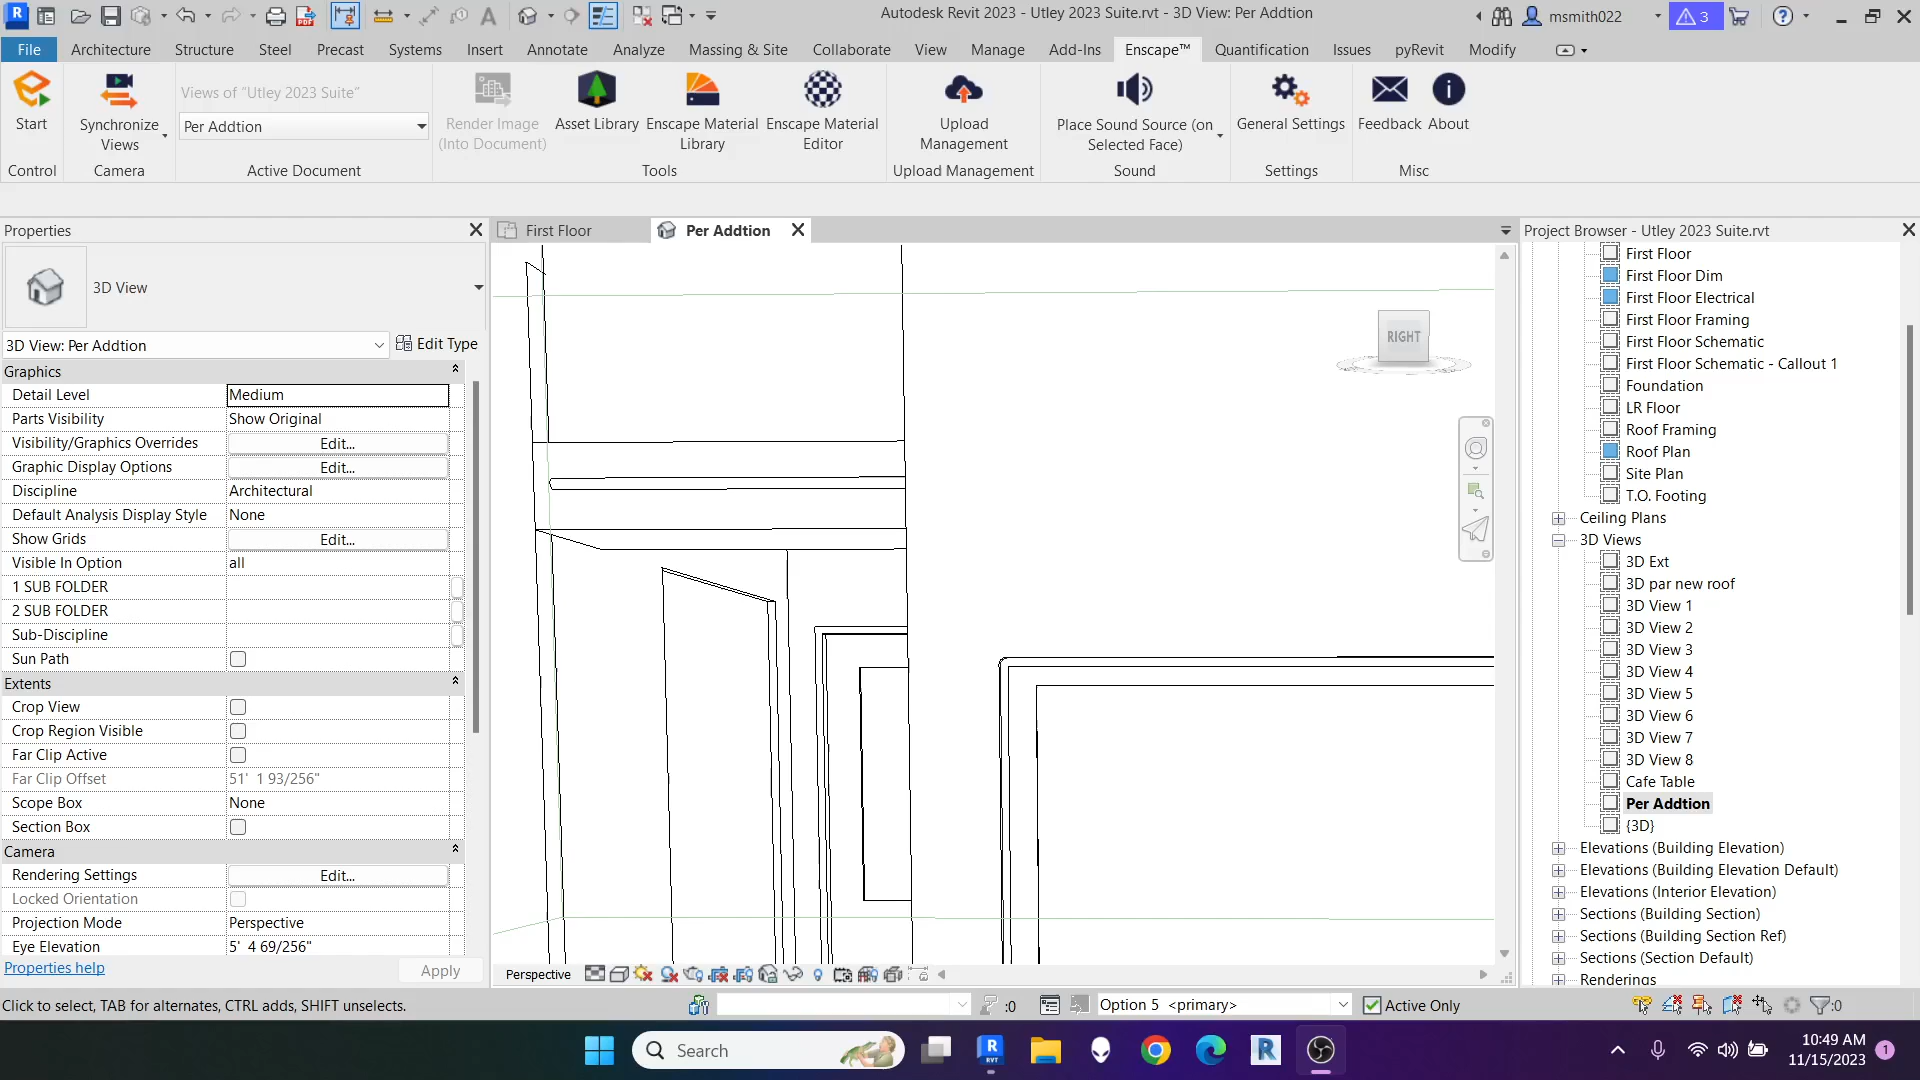 Autodesk Revit 2023 - Utley 2023 Suite.rvt - 3D View: Per Addtion
msmith022
3
File Architecture Structure Steel Precast Systems Insert Annotate Analyze Massing & Site Collaborate View Manage Add-Ins Enscape™ Quantification Issues pyRevit Modify
Start
Synchronize Views
Views of "Utley 2023 Suite"
Per Addtion
Render Image (Into Document)
Asset Library
Enscape Material Library
Enscape Material Editor
Upload Management
Place Sound Source (on Selected Face)
General Settings
Feedback
About
Control Camera Active Document Tools Upload Management Sound Settings Misc
Properties
First Floor
Per Addtion
RIGHT
3D View
3D View: Per Addtion
Edit Type
Graphics
Detail Level Medium
Parts Visibility Show Original
Visibility/Graphics Overrides Edit...
Graphic Display Options Edit...
Discipline Architectural
Default Analysis Display Style None
Show Grids Edit...
Visible In Option all
1 SUB FOLDER
2 SUB FOLDER
Sub-Discipline
Sun Path
Extents
Crop View
Crop Region Visible
Far Clip Active
Far Clip Offset 51' 1 93/256"
Scope Box None
Section Box
Camera
Rendering Settings Edit...
Locked Orientation
Projection Mode Perspective
Eye Elevation 5' 4 69/256"
Properties help
Apply
Perspective
Project Browser - Utley 2023 Suite.rvt
First Floor
First Floor Dim
First Floor Electrical
First Floor Framing
First Floor Schematic
First Floor Schematic - Callout 1
Foundation
LR Floor
Roof Framing
Roof Plan
Site Plan
T.O. Footing
Ceiling Plans
3D Views
3D Ext
3D par new roof
3D View 1
3D View 2
3D View 3
3D View 4
3D View 5
3D View 6
3D View 7
3D View 8
Cafe Table
Per Addtion
{3D}
Elevations (Building Elevation)
Elevations (Building Elevation Default)
Elevations (Interior Elevation)
Sections (Building Section)
Sections (Building Section Ref)
Sections (Section Default)
Renderings
Click to select, TAB for alternates, CTRL adds, SHIFT unselects.
:0
Option 5 <primary>
Active Only
:0
Search
10:49 AM
11/15/2023
1